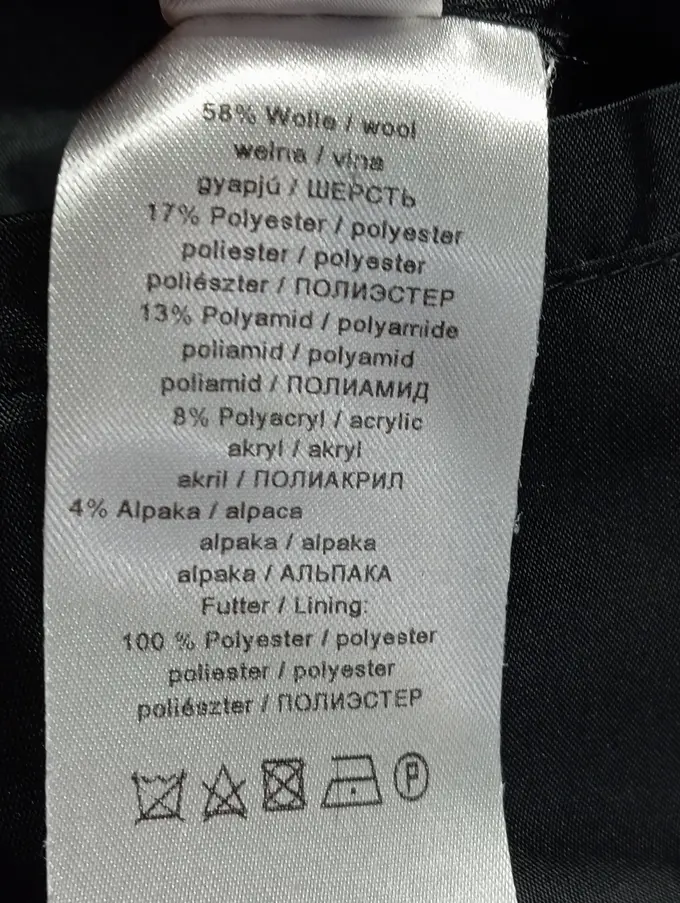 58% Wolle / wool
wełna / vlna
gyapjú / ШЕРСТЬ
17% Polyester / polyester
poliester / polyester
poliészter / ПОЛИЭСТЕР
13% Polyamid / polyamide
poliamid / polyamid
poliamid / ПОЛИАМИД
8% Polyacryl / acrylic
akryl / akryl
akril / ПОЛИАКРИЛ
4% Alpaka / alpaca
alpaka / alpaka
alpaka / АЛЬПАКА
Futter / Lining:
100 % Polyester / polyester
poliester / polyester
poliészter / ПОЛИЭСТЕР
P